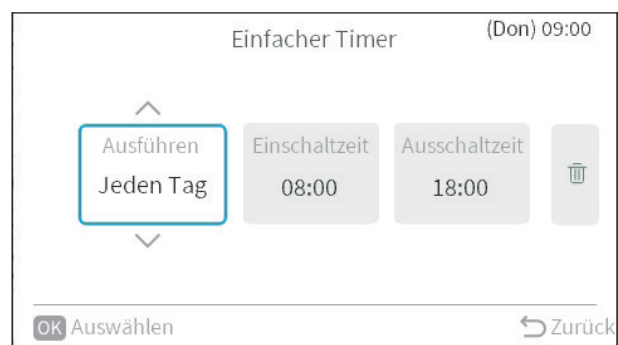 Einfacher Timer (Don) 09:00
Ausführen Einschaltzeit Ausschaltzeit
Jeden Tag 08:00 18:00
OK Auswählen Zurück